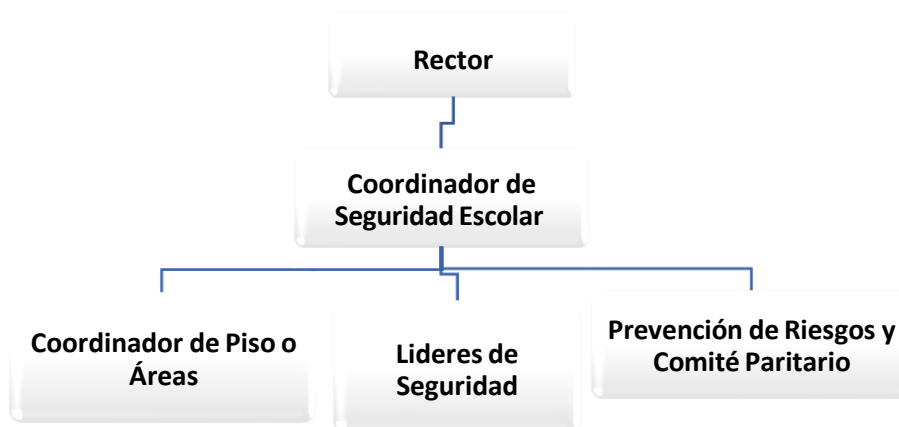 Rector
Coordinador de
Seguridad Escolar
Coordinador de Piso o
Áreas
Lideres de
Seguridad
Prevención de Riesgos y
Comité Paritario